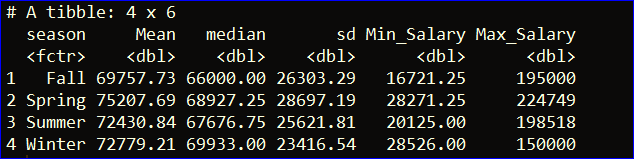 # A tibble: 4 x 6
season Mean median sd Min_Salary Max_Salary
<fctr> <dbl> <dbl> <dbl> <dbl> <dbl>
1 Fall 69757.73 66000.00 26303.29 16721.25 195000
2 Spring 75207.69 68927.25 28697.19 28271.25 224749
3 Summer 72430.84 67676.75 25621.81 20125.00 198518
4 Winter 72779.21 69933.00 23416.54 28526.00 150000